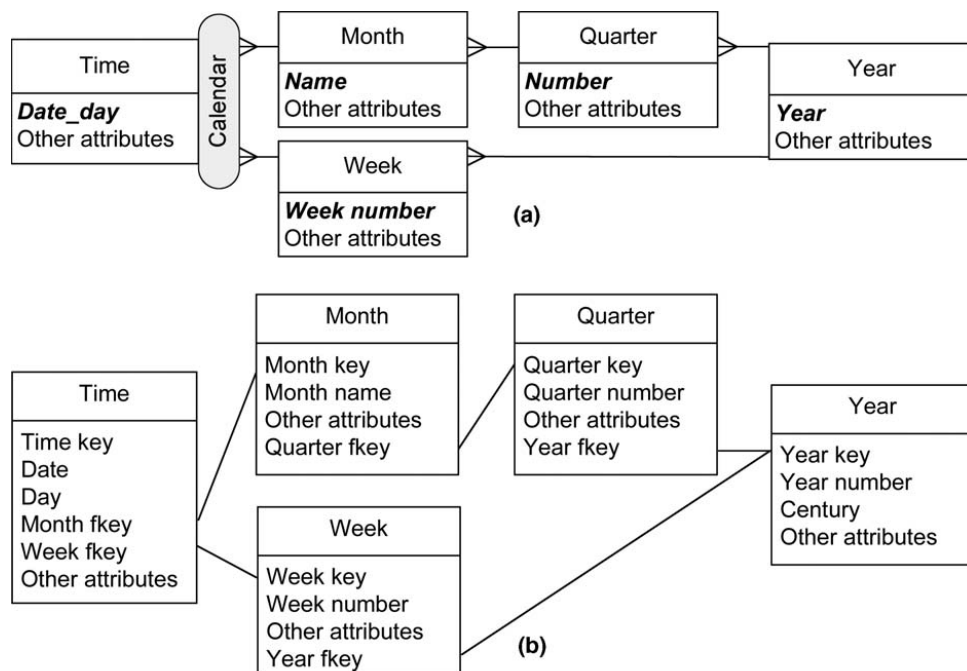 Time
Date_day
Other attributes
Calendar
Month
Name
Other attributes
Quarter
Number
Other attributes
Year
Year
Other attributes
Week
Week number
Other attributes
(a)
Time
Time key
Date
Day
Month fkey
Week fkey
Other attributes
Month
Month key
Month name
Other attributes
Quarter fkey
Quarter
Quarter key
Quarter number
Other attributes
Year fkey
Year
Year key
Year number
Century
Other attributes
Week
Week key
Week number
Other attributes
Year fkey
(b)